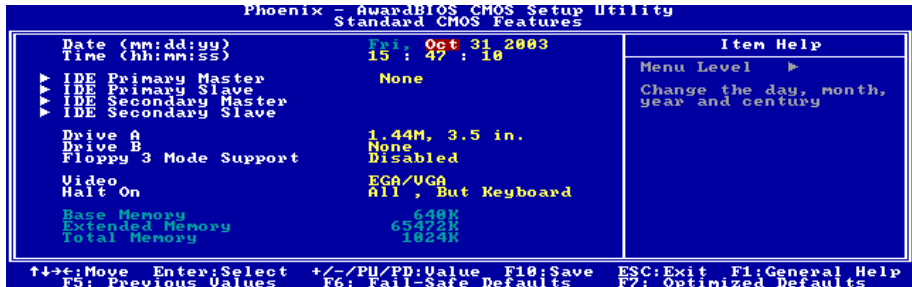 Phoenix - AwardBIOS CMOS Setup Utility
Standard CMOS Features
Date (mm:dd:yy) Fri, Oct 31 2003
Time (hh:mm:ss) 15 : 47 : 10
► IDE Primary Master None
► IDE Primary Slave
► IDE Secondary Master
► IDE Secondary Slave
Drive A 1.44M, 3.5 in.
Drive B None
Floppy 3 Mode Support Disabled
Video EGA/VGA
Halt On All , But Keyboard
Base Memory 640K
Extended Memory 65472K
Total Memory 1024K
Item Help
Menu Level ►
Change the day, month,
year and century
↑↓→←:Move Enter:Select +/-/PU/PD:Value F10:Save ESC:Exit F1:General Help
F5: Previous Values F6: Fail-Safe Defaults F7: Optimized Defaults